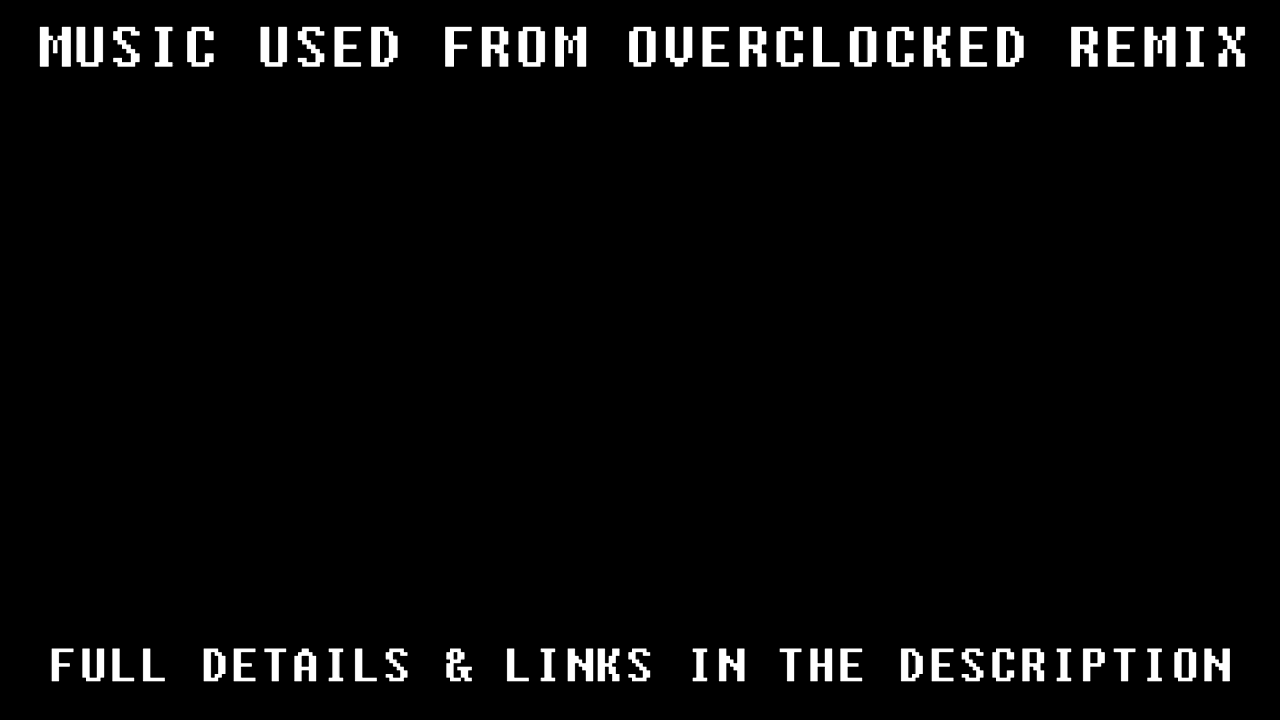 MUSIC USED FROM OVERCLOCKED REMIX
FULL DETAILS & LINKS IN THE DESCRIPTION